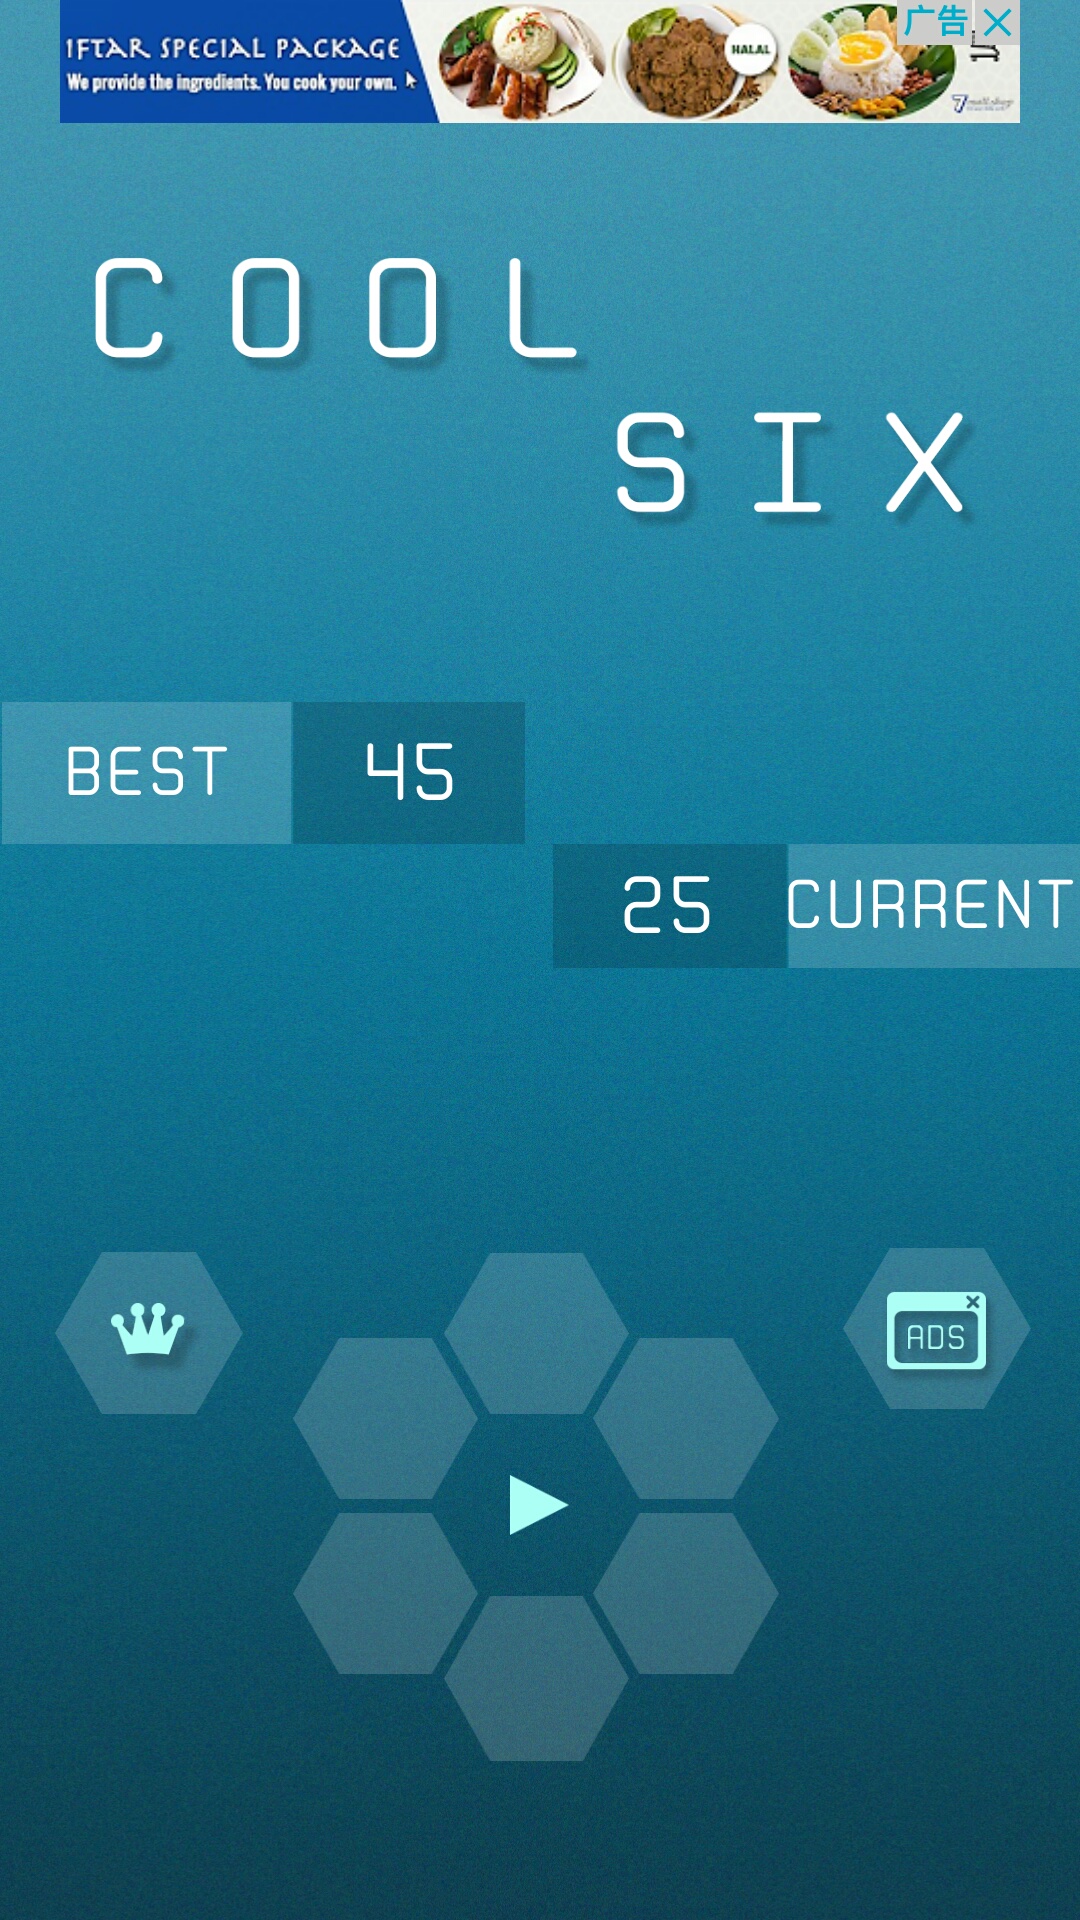 IFTAR SPECIAL PACKAGE
We provide the ingredients. You cook your own.
HALAL
广告
COOL
SIX
BEST 45
25 CURRENT
ADS